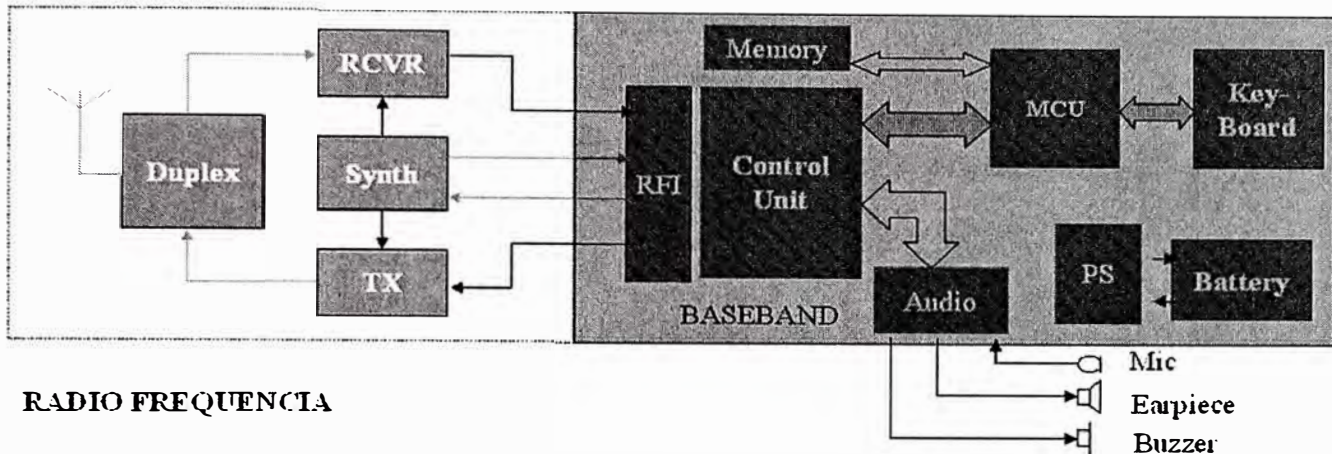 RCVR
Duplex
Synth
TX
RADIO FREQUENCIA
Memory
MCU
Key-
Board
RFI
Control
Unit
PS
Battery
Audio
BASEBAND
Mic
Earpiece
Buzzer